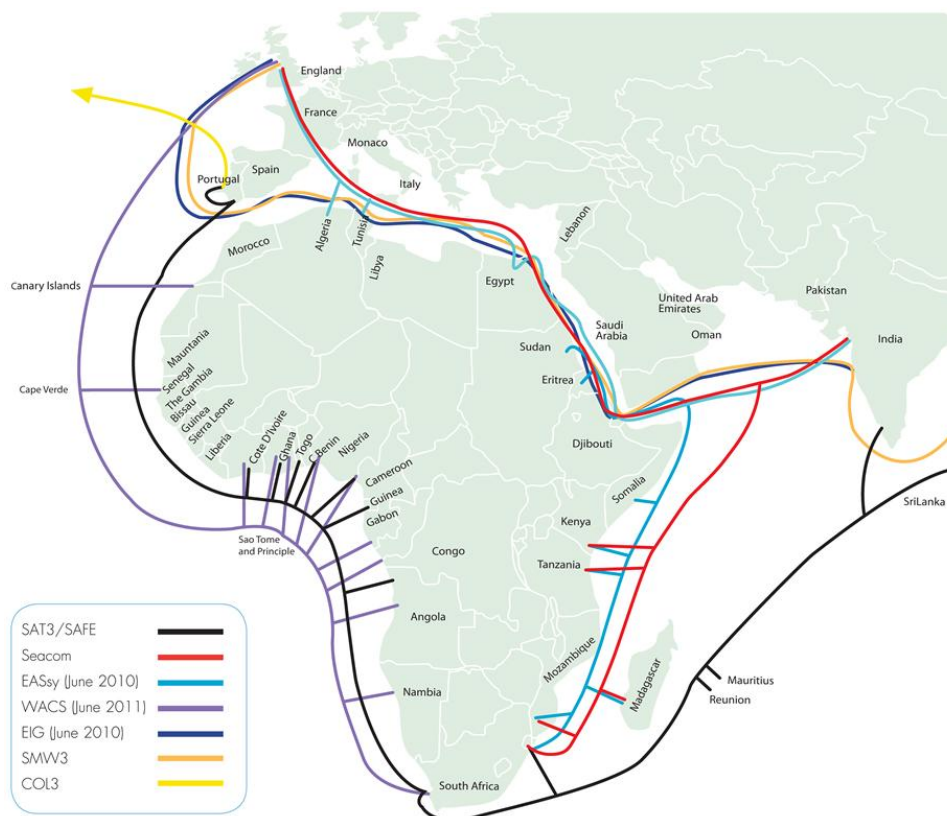 England
France
Monaco
Spain
Portugal
Italy
Lebanon
Algeria
Tunisia
Morocco
Libya
Egypt
Canary Islands
Pakistan
United Arab
Emirates
Saudi
Arabia
Oman
India
Sudan
Mauntania
Senegal
Cape Verde
The Gambia
Bissau
Guinea
Sierra Leone
Liberia
Eritrea
Cote D'Ivoire
Ghana
Togo
C.Benin
Nigeria
Djibouti
Cameroon
Guinea
Gabon
Somalia
SriLanka
Kenya
Sao Tome
and Principle
Congo
Tanzania
SAT3/SAFE
Seacom
EASsy (June 2010)
WACS (June 2011)
EIG (June 2010)
SMW3
COL3
Angola
Mozambique
Madagascar
Mauritius
Reunion
Nambia
South Africa